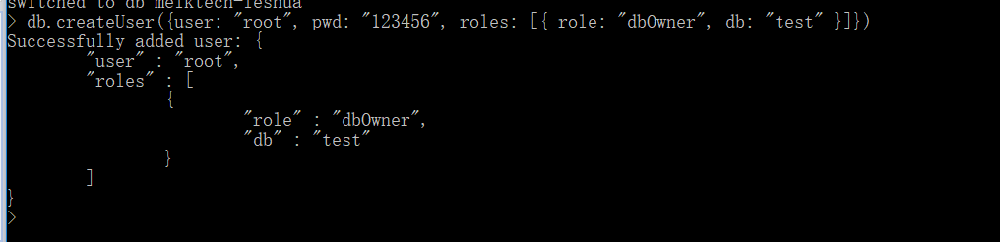 switched to db meiktech-Teshua
> db.createUser({user: "root", pwd: "123456", roles: [{ role: "dbOwner", db: "test" }]})
Successfully added user: {
        "user" : "root",
        "roles" : [
                {
                        "role" : "dbOwner",
                        "db" : "test"
                }
        ]
}
>